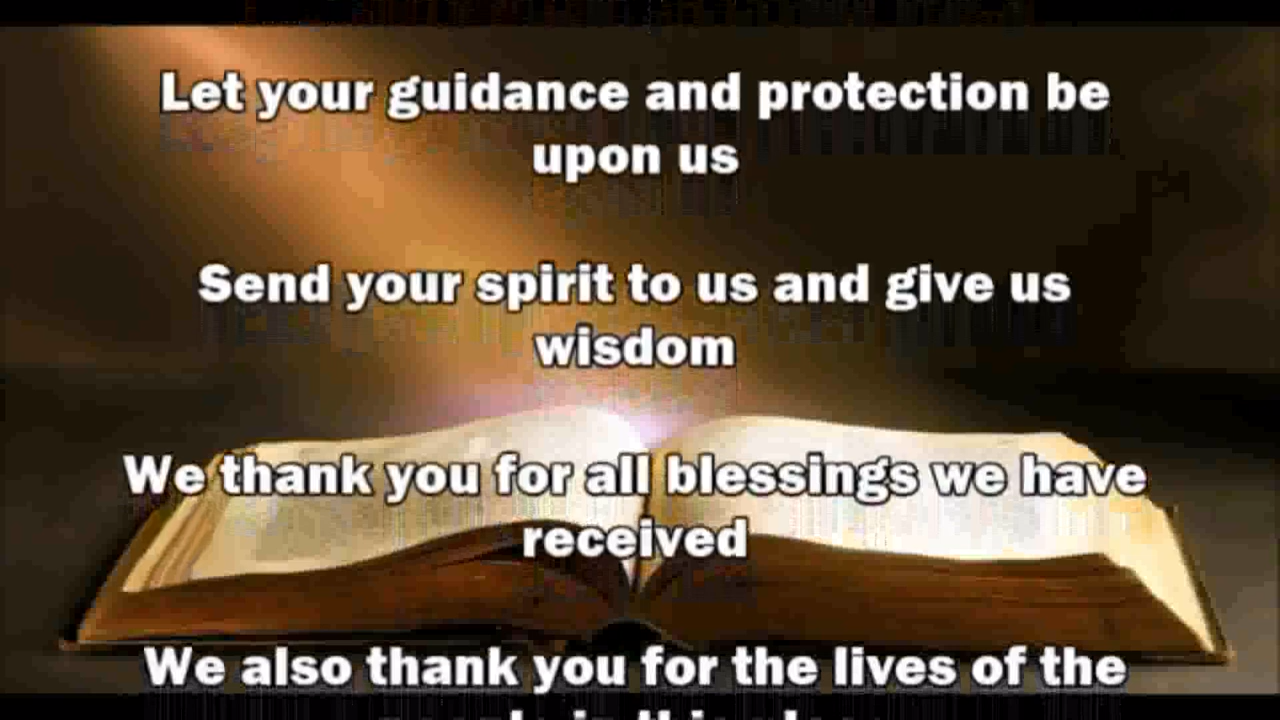 Let your guidance and protection be
upon us
Send your spirit to us and give us
wisdom
We thank you for all blessings we have
received
We also thank you for the lives of the